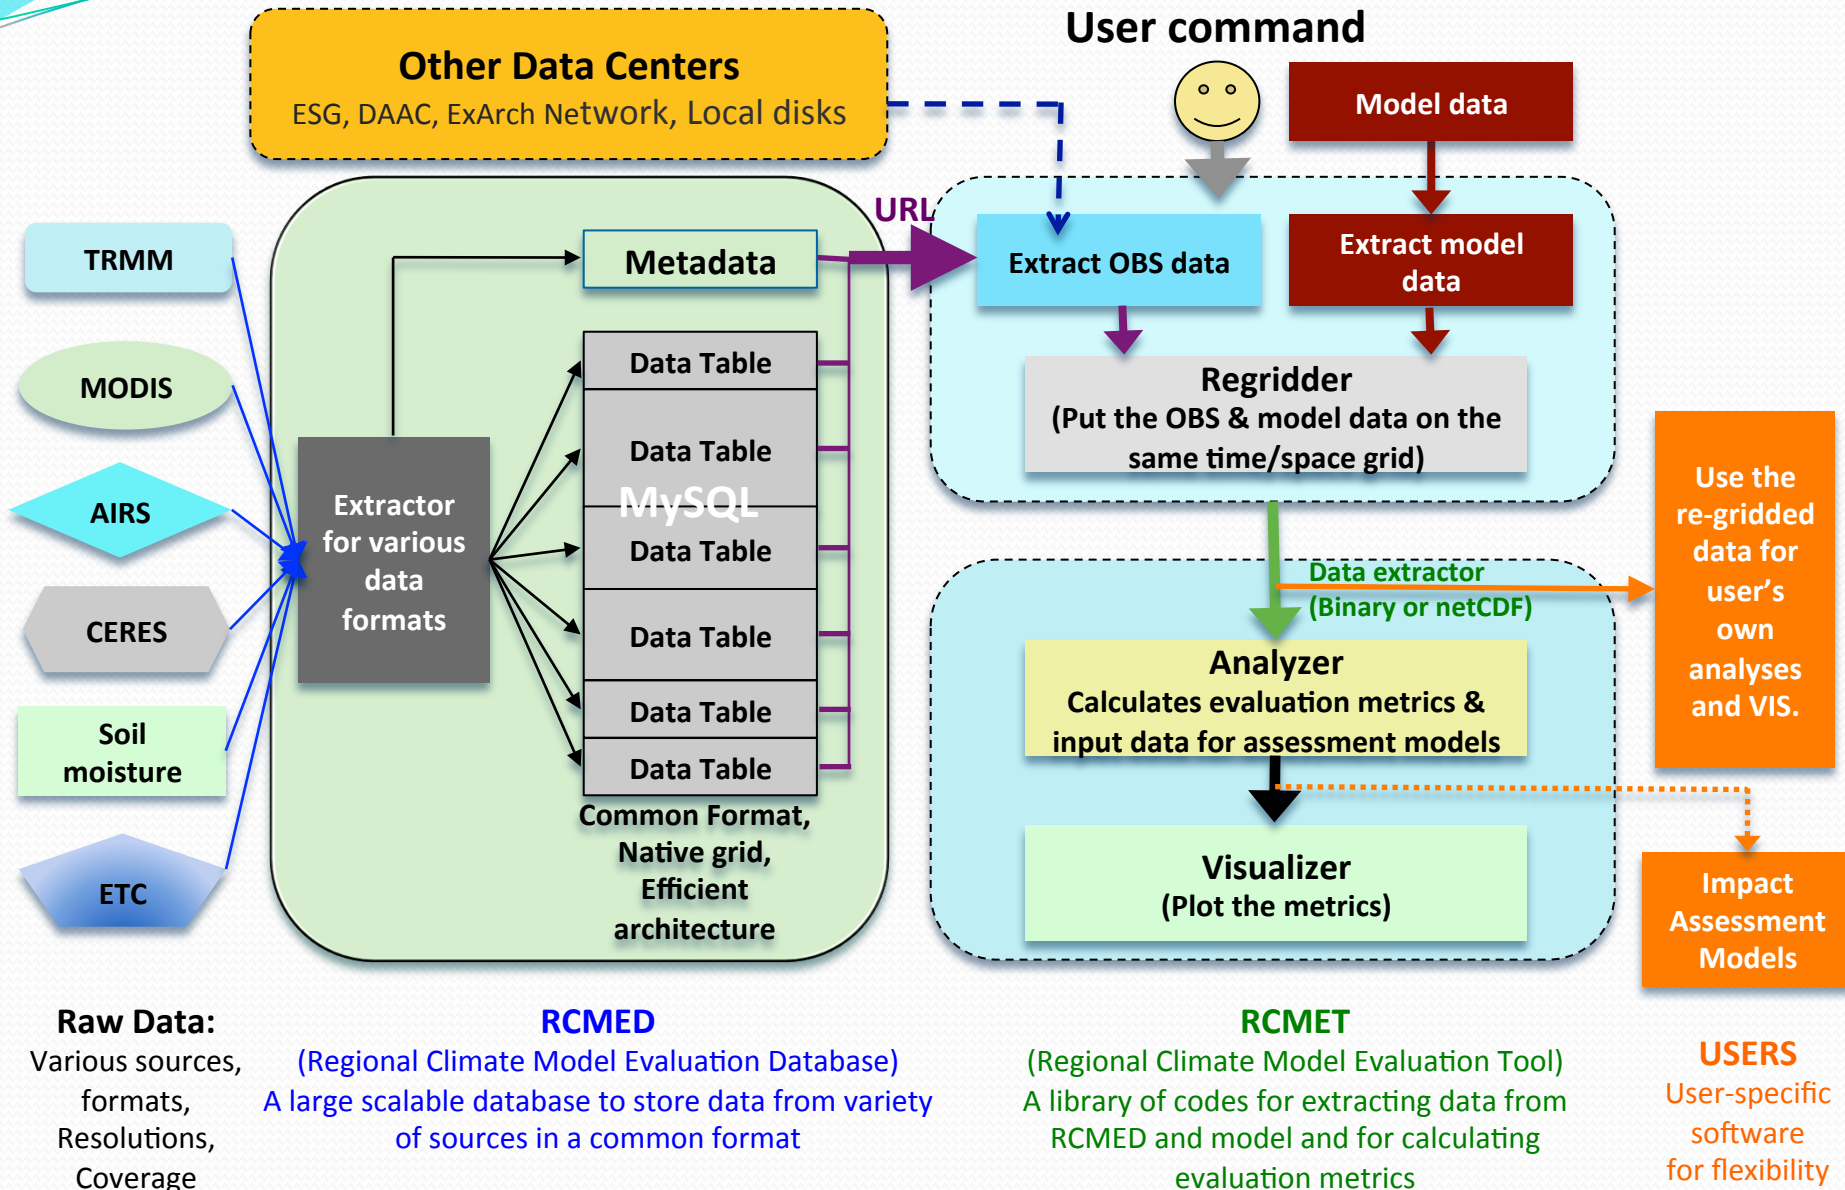 Other Data Centers
ESG, DAAC, ExArch Network, Local disks
User command
Model data
TRMM
MODIS
AIRS
CERES
Soil
moisture
ETC
Extractor
for various
data
formats
Metadata
Data Table
Data Table
MySQL
Data Table
Data Table
Data Table
Data Table
Common Format,
Native grid,
Efficient
architecture
URL
Extract OBS data
Extract model
data
Regridder
(Put the OBS & model data on the
same time/space grid)
Data extractor
(Binary or netCDF)
Analyzer
Calculates evaluation metrics &
input data for assessment models
Visualizer
(Plot the metrics)
Use the
re-gridded
data for
user’s
own
analyses
and VIS.
Impact
Assessment
Models
Raw Data:
Various sources,
formats,
Resolutions,
Coverage
RCMED
(Regional Climate Model Evaluation Database)
A large scalable database to store data from variety
of sources in a common format
RCMET
(Regional Climate Model Evaluation Tool)
A library of codes for extracting data from
RCMED and model and for calculating
evaluation metrics
USERS
User-specific
software
for flexibility